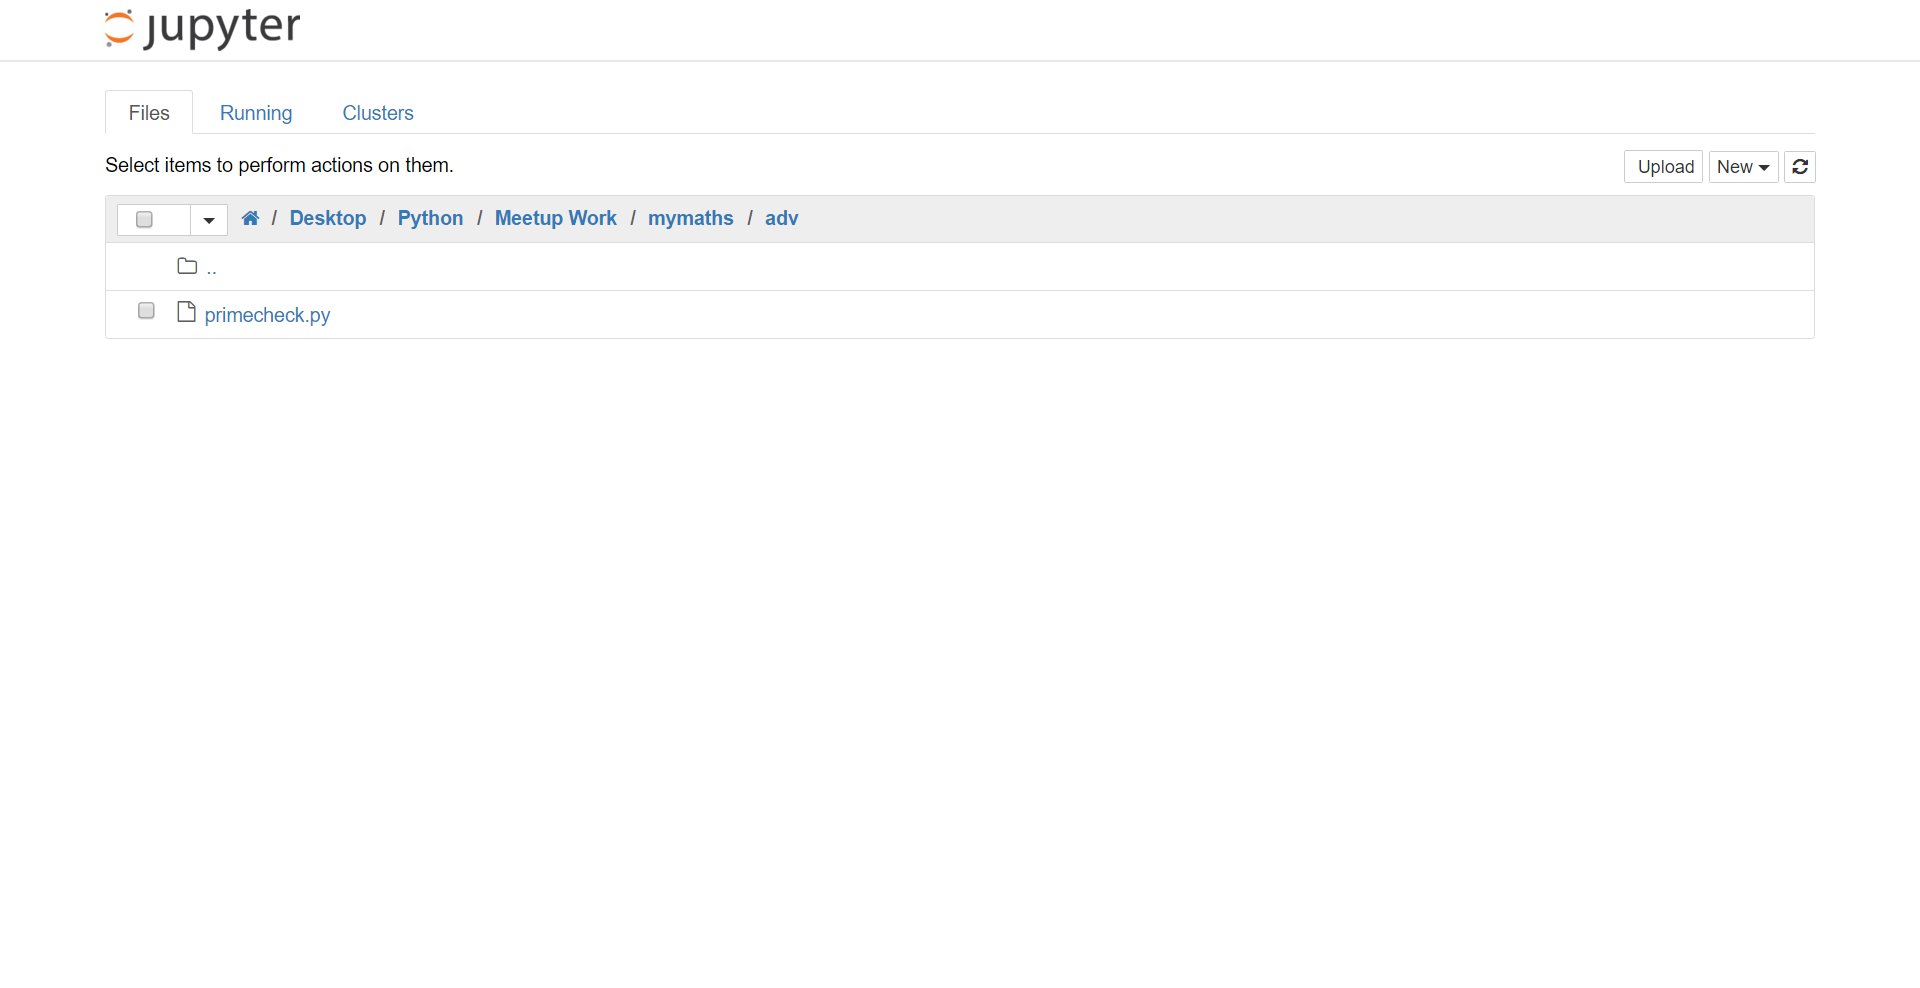 jupyter
Files Running Clusters
Select items to perform actions on them.
Upload New
/ Desktop / Python / Meetup Work / mymaths / adv
..
primecheck.py